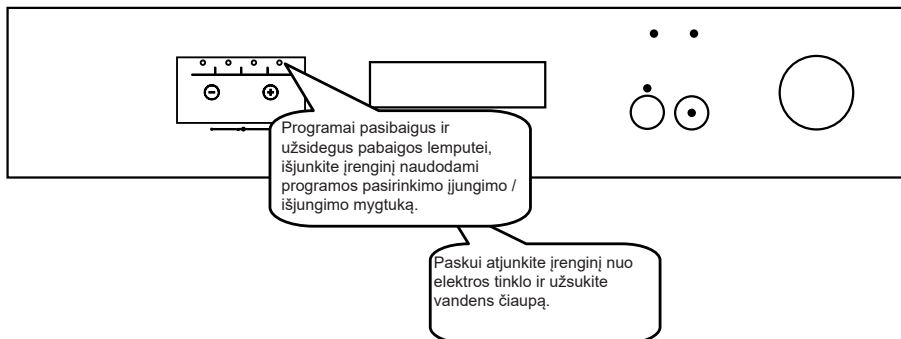 Programai pasibaigus ir
užsidegus pabaigos lemputei,
išjunkite įrenginį naudodami
programos pasirinkimo įjungimo /
išjungimo mygtuką.
Paskui atjunkite įrenginį nuo
elektros tinklo ir užsukite
vandens čiaupą.